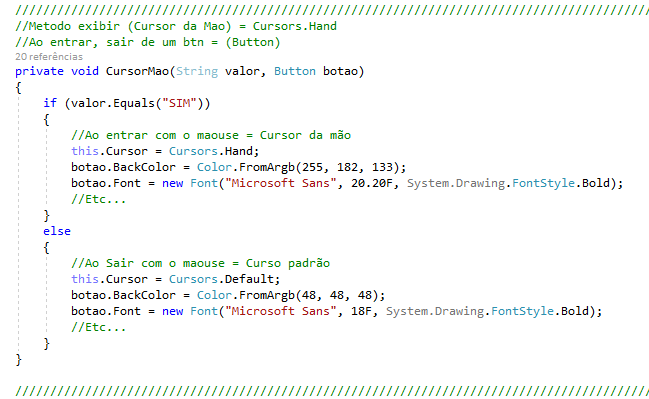 //////////////////////////////////////////////////////////////////////////////////////////
//Metodo exibir (Cursor da Mao) = Cursors.Hand
//Ao entrar, sair de um btn = (Button)
20 referências
private void CursorMao(String valor, Button botao)
{
if (valor.Equals("SIM"))
{
//Ao entrar com o maouse = Cursor da mão
this.Cursor = Cursors.Hand;
botao.BackColor = Color.FromArgb(255, 182, 133);
botao.Font = new Font("Microsoft Sans", 20.20F, System.Drawing.FontStyle.Bold);
//Etc...
}
else
{
//Ao Sair com o maouse = Curso padrão
this.Cursor = Cursors.Default;
botao.BackColor = Color.FromArgb(48, 48, 48);
botao.Font = new Font("Microsoft Sans", 18F, System.Drawing.FontStyle.Bold);
//Etc...
}
}
//////////////////////////////////////////////////////////////////////////////////////////